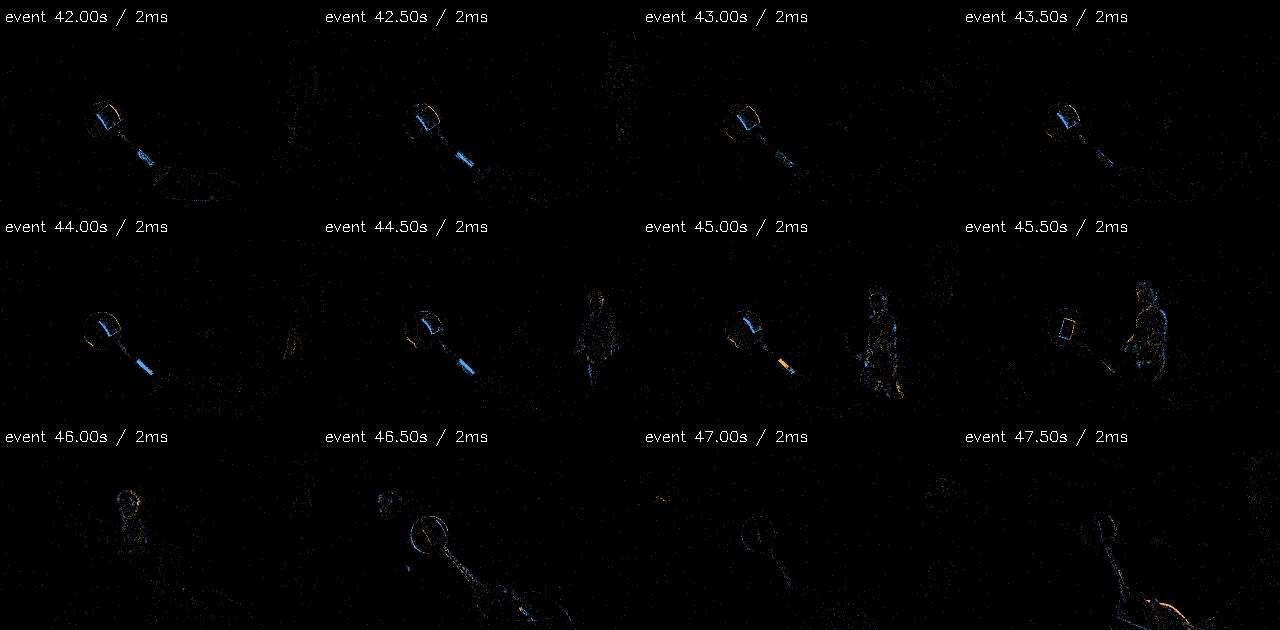 event 42.00s / 2ms
event 42.50s / 2ms
event 43.00s / 2ms
event 43.50s / 2ms
event 44.00s / 2ms
event 44.50s / 2ms
event 45.00s / 2ms
event 45.50s / 2ms
event 46.00s / 2ms
event 46.50s / 2ms
event 47.00s / 2ms
event 47.50s / 2ms